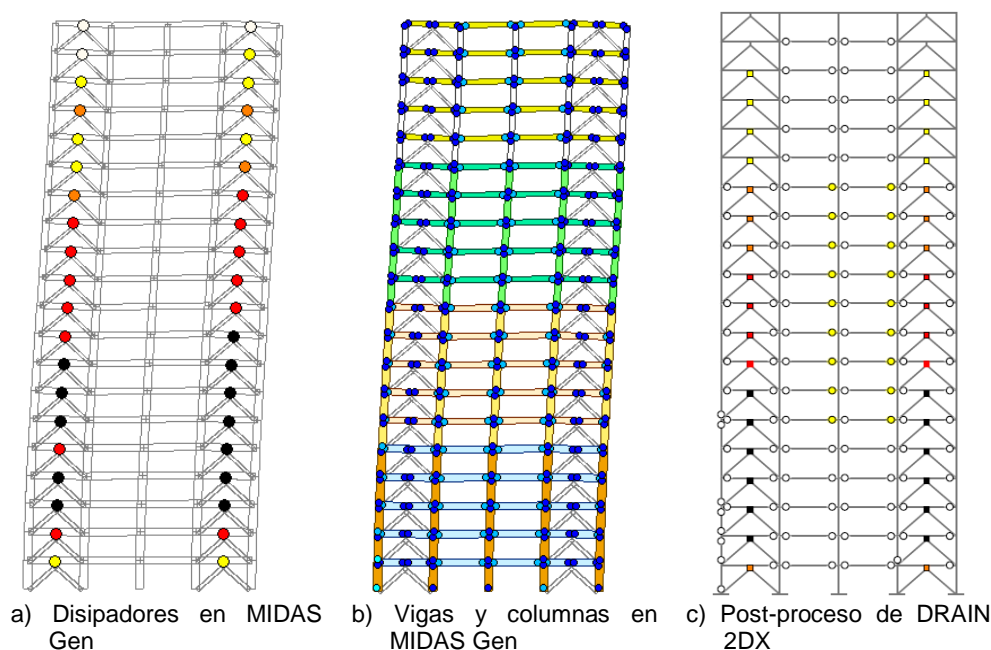 a) Disipadores en MIDAS
Gen
b) Vigas y columnas en
MIDAS Gen
c) Post-proceso de DRAIN
2DX